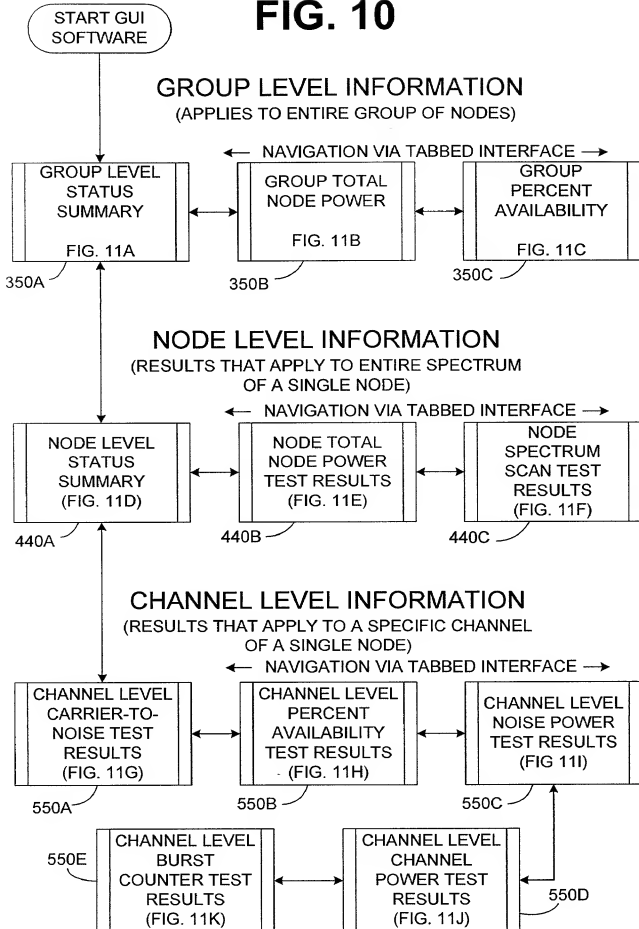 FIG. 10
START GUI
SOFTWARE
GROUP LEVEL INFORMATION
(APPLIES TO ENTIRE GROUP OF NODES)
NAVIGATION VIA TABBED INTERFACE
GROUP LEVEL
STATUS
SUMMARY
FIG. 11A
350A
GROUP TOTAL
NODE POWER
FIG. 11B
350B
GROUP
PERCENT
AVAILABILITY
FIG. 11C
350C
NODE LEVEL INFORMATION
(RESULTS THAT APPLY TO ENTIRE SPECTRUM
OF A SINGLE NODE)
NAVIGATION VIA TABBED INTERFACE
NODE LEVEL
STATUS
SUMMARY
(FIG. 11D)
440A
NODE TOTAL
NODE POWER
TEST RESULTS
(FIG. 11E)
440B
NODE
SPECTRUM
SCAN TEST
RESULTS
(FIG. 11F)
440C
CHANNEL LEVEL INFORMATION
(RESULTS THAT APPLY TO A SPECIFIC CHANNEL
OF A SINGLE NODE)
NAVIGATION VIA TABBED INTERFACE
CHANNEL LEVEL
CARRIER-TO-
NOISE TEST
RESULTS
(FIG. 11G)
550A
CHANNEL LEVEL
PERCENT
AVAILABILITY
TEST RESULTS
(FIG. 11H)
550B
CHANNEL LEVEL
NOISE POWER
TEST RESULTS
(FIG 11I)
550C
550E
CHANNEL LEVEL
BURST
COUNTER TEST
RESULTS
(FIG. 11K)
CHANNEL LEVEL
CHANNEL
POWER TEST
RESULTS
(FIG. 11J)
550D